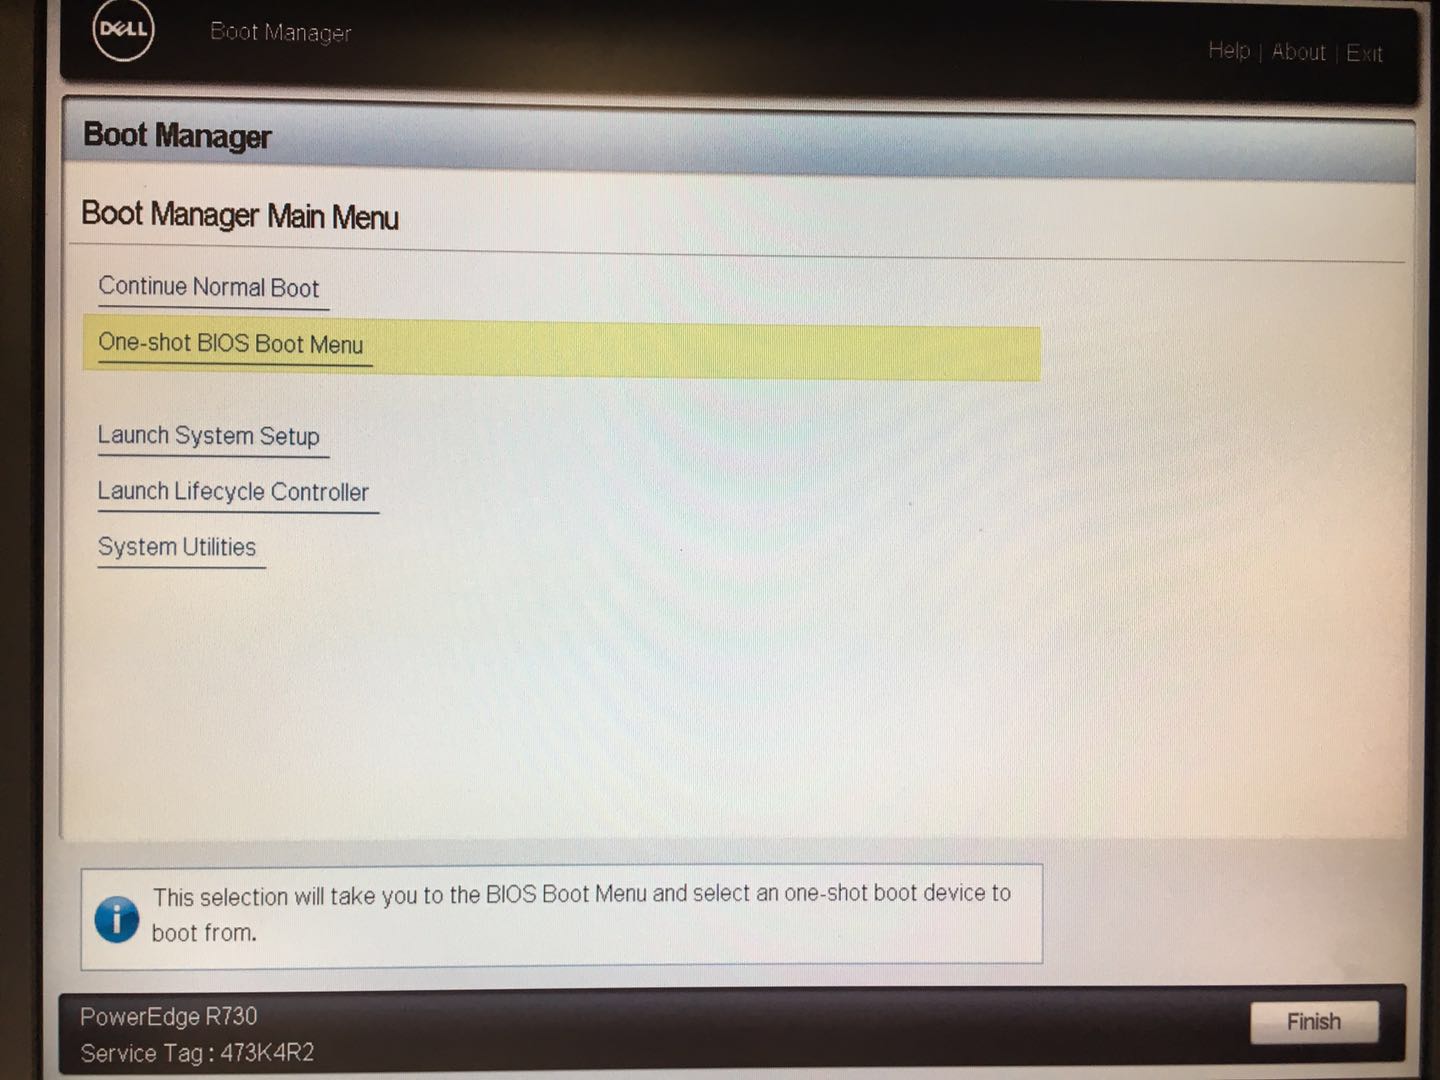 DELL
Boot Manager
Help | About | Exit
Boot Manager
Boot Manager Main Menu
Continue Normal Boot
One-shot BIOS Boot Menu
Launch System Setup
Launch Lifecycle Controller
System Utilities
This selection will take you to the BIOS Boot Menu and select an one-shot boot device to
boot from.
PowerEdge R730
Service Tag : 473K4R2
Finish